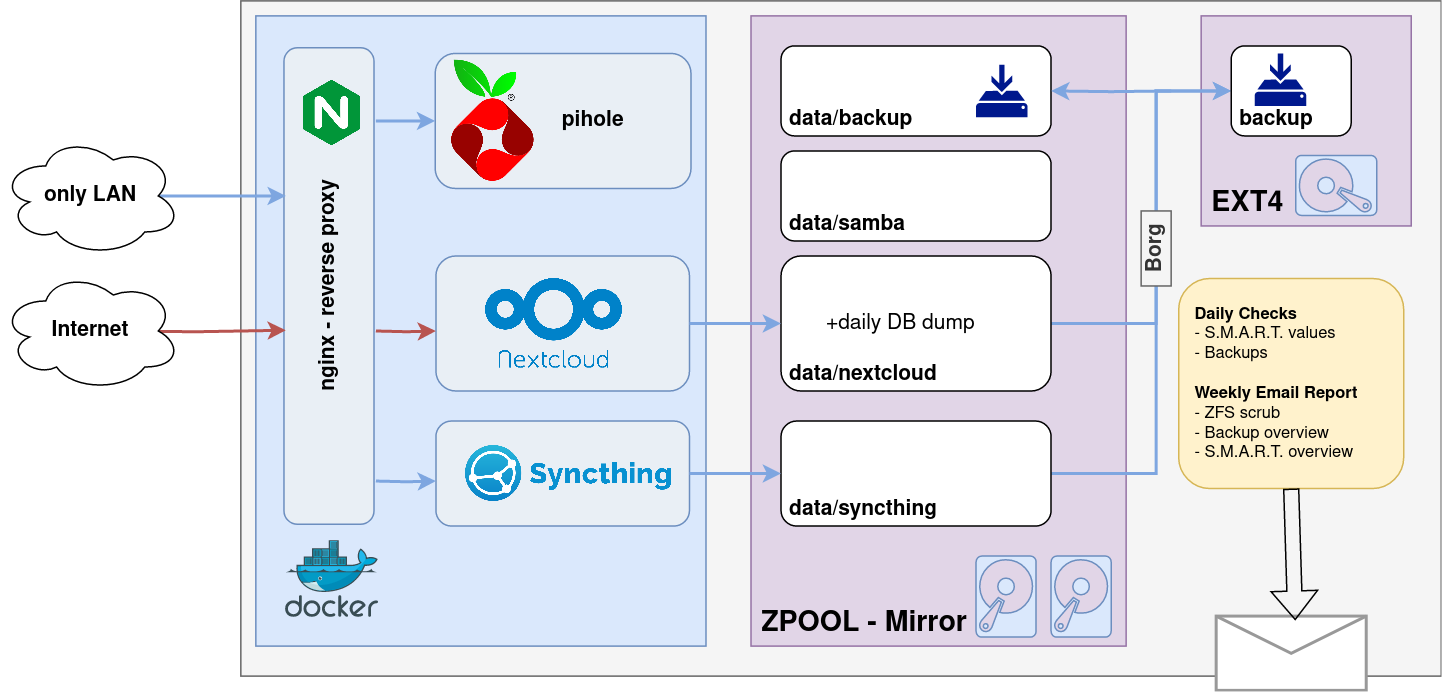 only LAN
Internet
nginx - reverse proxy
®
pihole
Nextcloud
Syncthing
docker
data/backup
data/samba
+daily DB dump
data/nextcloud
data/syncthing
ZPOOL - Mirror
Borg
backup
EXT4
Daily Checks
- S.M.A.R.T. values
- Backups
Weekly Email Report
- ZFS scrub
- Backup overview
- S.M.A.R.T. overview